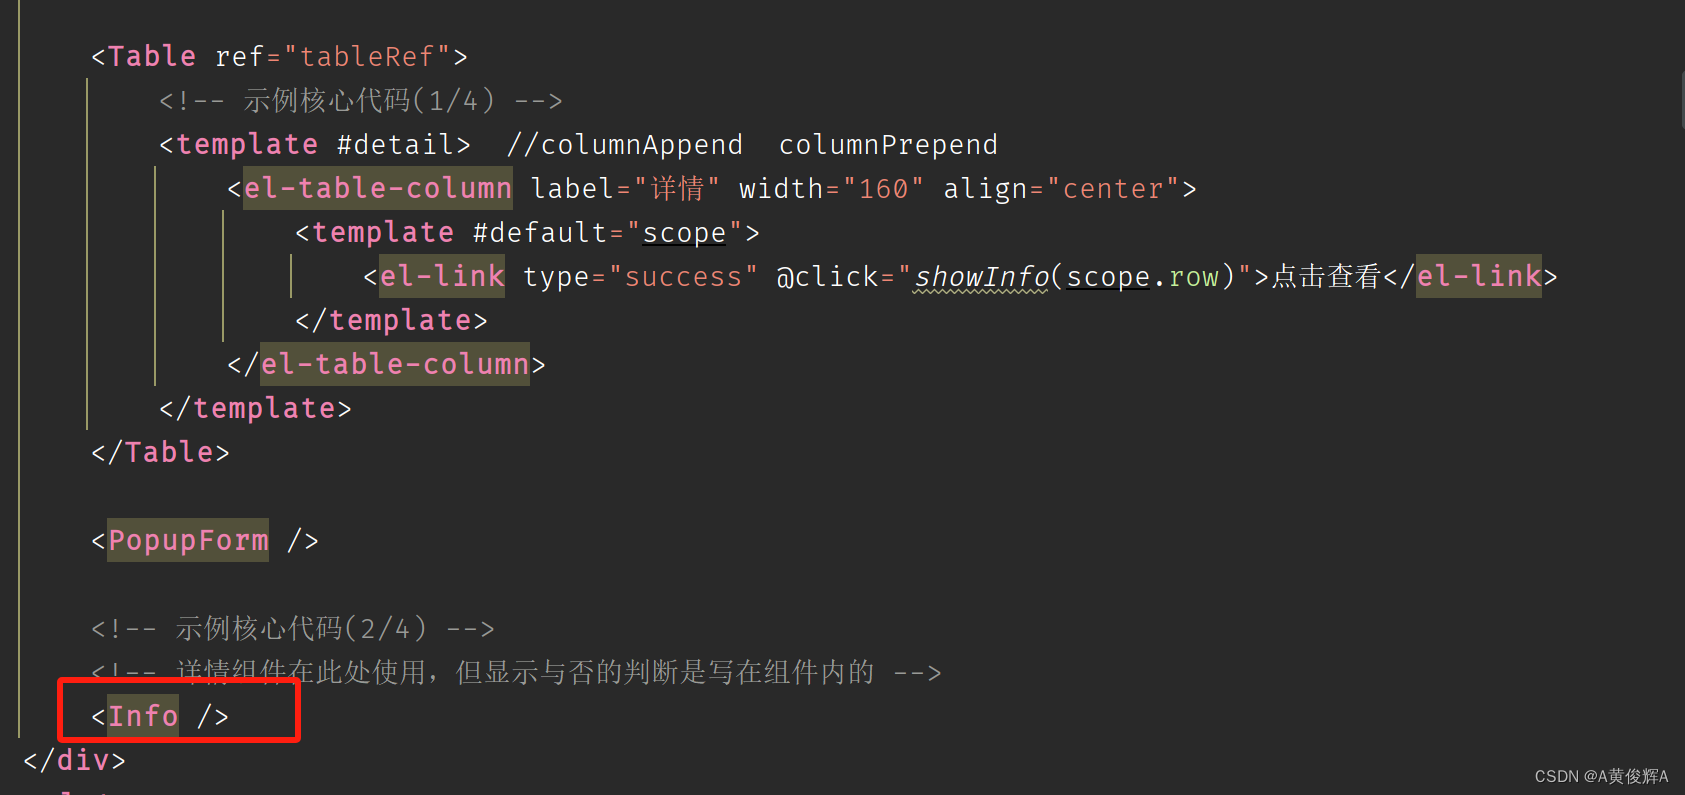 <Table ref="tableRef">
<!-- 示例核心代码(1/4) -->
<template #detail>  //columnAppend  columnPrepend
<el-table-column label="详情" width="160" align="center">
<template #default="scope">
<el-link type="success" @click="showInfo(scope.row)">点击查看</el-link>
</template>
</el-table-column>
</template>
</Table>
<PopupForm />
<!-- 示例核心代码(2/4) -->
<!-- 详情组件在此处使用，但显示与否的判断是写在组件内的 -->
<Info />
</div>
CSDN @A黄俊辉A